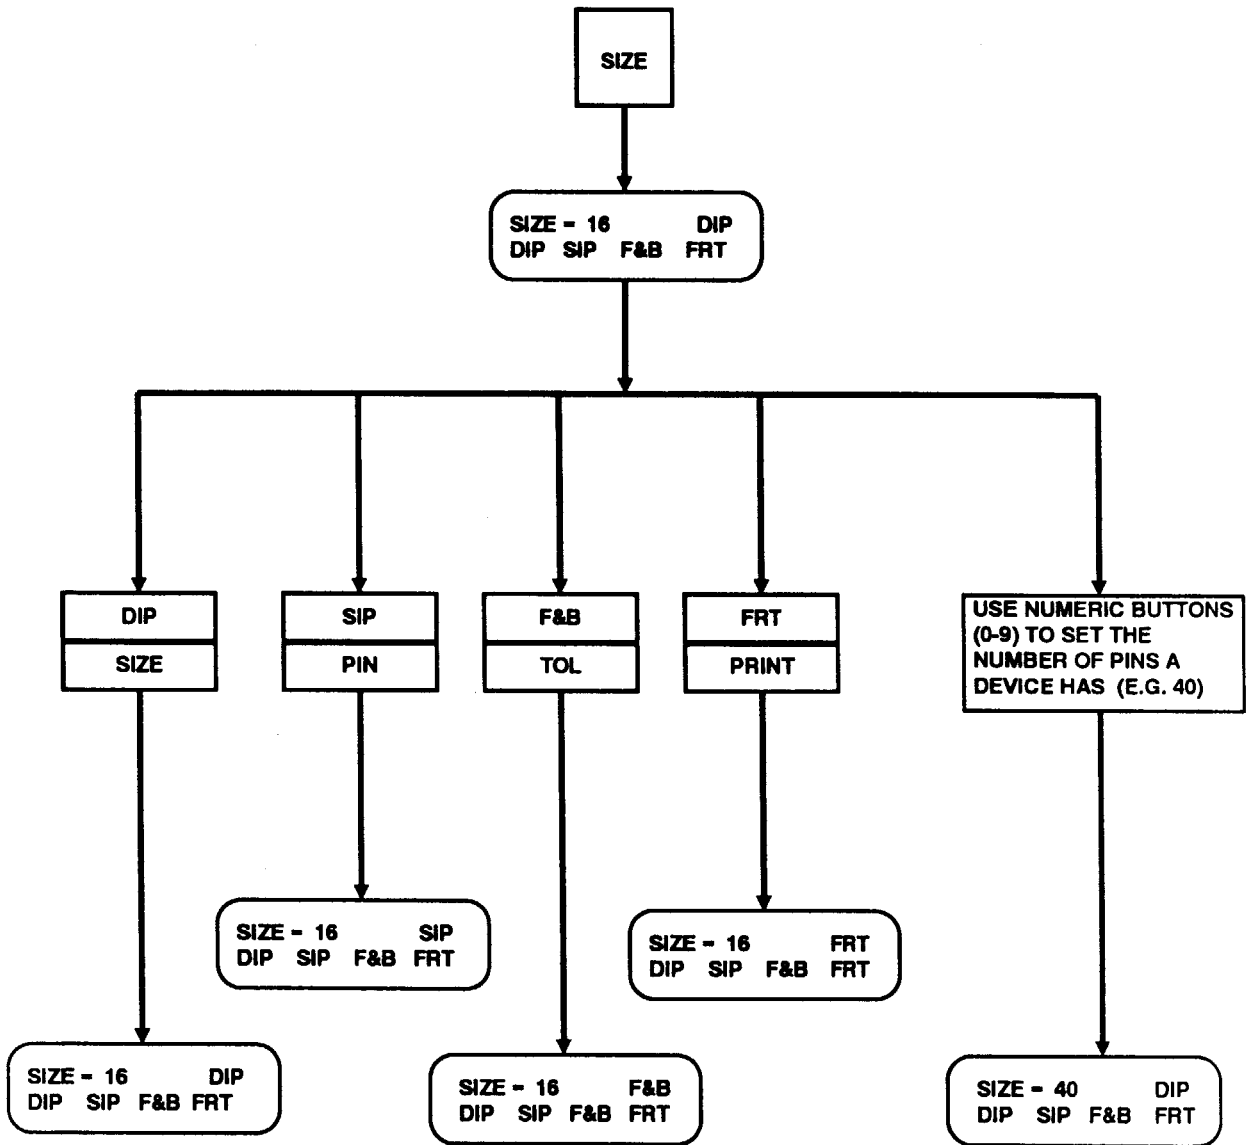 SIZE
SIZE = 16 DIP
DIP SIP F&B FRT
DIP
SIZE
SIP
PIN
F&B
TOL
FRT
PRINT
USE NUMERIC BUTTONS
(0-9) TO SET THE
NUMBER OF PINS A
DEVICE HAS (E.G. 40)
SIZE = 16 SIP
DIP SIP F&B FRT
SIZE = 16 FRT
DIP SIP F&B FRT
SIZE = 16 DIP
DIP SIP F&B FRT
SIZE = 16 F&B
DIP SIP F&B FRT
SIZE = 40 DIP
DIP SIP F&B FRT